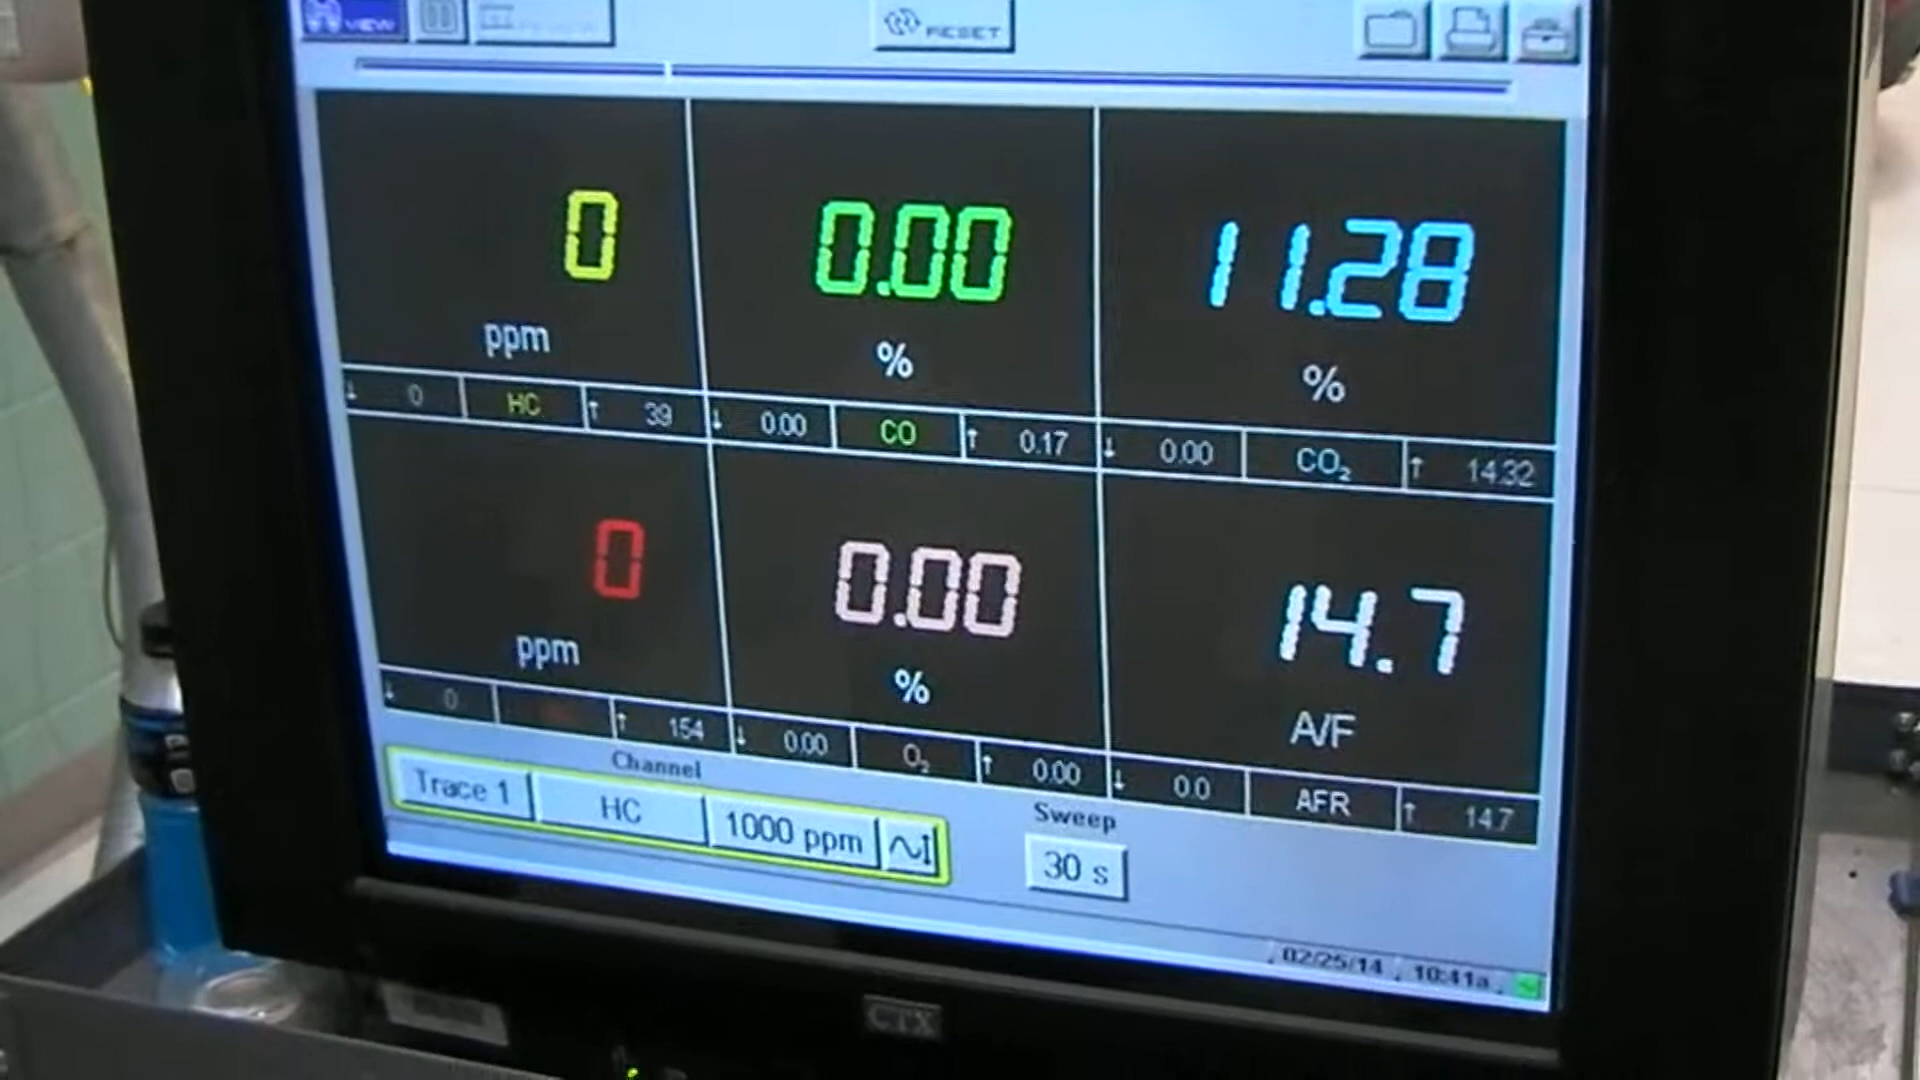 VIEW
RESET
0 0.00 11.28
ppm % %
↓ 0 HC ↑ 39 ↓ 0.00 CO ↑ 0.17 ↓ 0.00 CO₂ ↑ 14.32
0 0.00 14.7
ppm % A/F
↓ 0 ↑ 154 ↓ 0.00 O₂ ↑ 0.00 ↓ 0.0 AFR ↑ 14.7
Channel
Trace 1 HC 1000 ppm
Sweep
30 s
02/25/14 10:41a
CTX